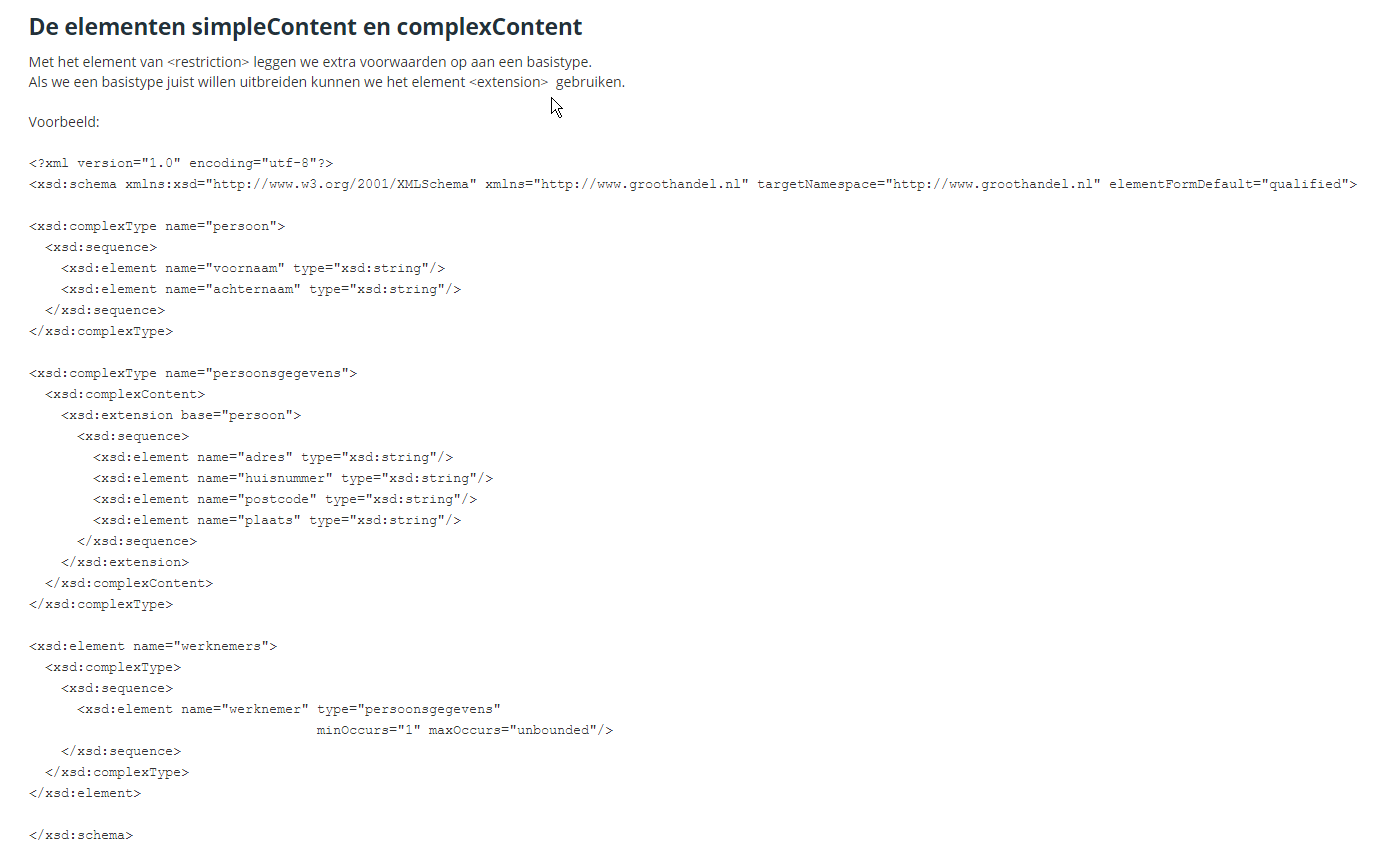 De elementen simpleContent en complexContent
Met het element van <restriction> leggen we extra voorwaarden op aan een basistype.
Als we een basistype juist willen uitbreiden kunnen we het element <extension>  gebruiken.
Voorbeeld:
<?xml version="1.0" encoding="utf-8"?>
<xsd:schema xmlns:xsd="http://www.w3.org/2001/XMLSchema" xmlns="http://www.groothandel.nl" targetNamespace="http://www.groothandel.nl" elementFormDefault="qualified">
<xsd:complexType name="persoon">
  <xsd:sequence>
    <xsd:element name="voornaam" type="xsd:string"/>
    <xsd:element name="achternaam" type="xsd:string"/>
  </xsd:sequence>
</xsd:complexType>
<xsd:complexType name="persoonsgegevens">
  <xsd:complexContent>
    <xsd:extension base="persoon">
      <xsd:sequence>
        <xsd:element name="adres" type="xsd:string"/>
        <xsd:element name="huisnummer" type="xsd:string"/>
        <xsd:element name="postcode" type="xsd:string"/>
        <xsd:element name="plaats" type="xsd:string"/>
      </xsd:sequence>
    </xsd:extension>
  </xsd:complexContent>
</xsd:complexType>
<xsd:element name="werknemers">
  <xsd:complexType>
    <xsd:sequence>
      <xsd:element name="werknemer" type="persoonsgegevens"
                                    minOccurs="1" maxOccurs="unbounded"/>
    </xsd:sequence>
  </xsd:complexType>
</xsd:element>
</xsd:schema>